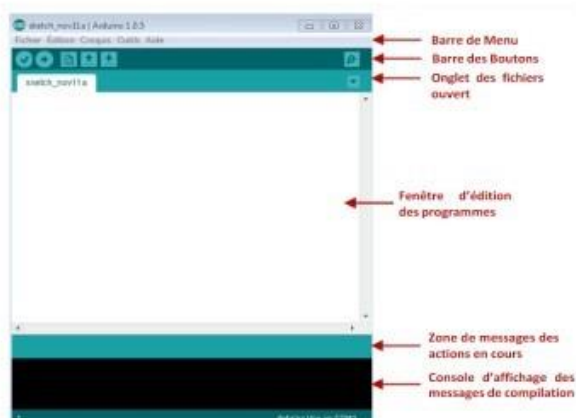 sketch_nov11a | Arduino 1.0.5
Fichier Édition Croquis Outils Aide
sketch_nov11a
Barre de Menu
Barre des Boutons
Onglet des fichiers
ouvert
Fenêtre d'édition
des programmes
Zone de messages des
actions en cours
Console d'affichage des
messages de compilation